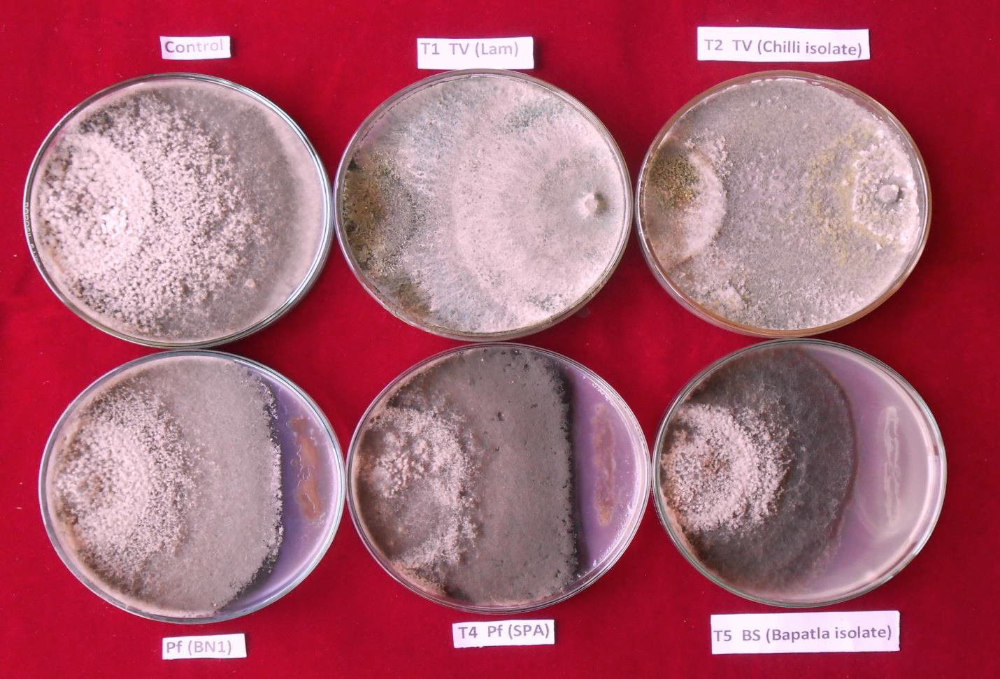 Control
T1 TV (Lam)
T2 TV (Chilli isolate)
Pf (BN1)
T4 Pf (SPA)
T5 BS (Bapatla isolate)